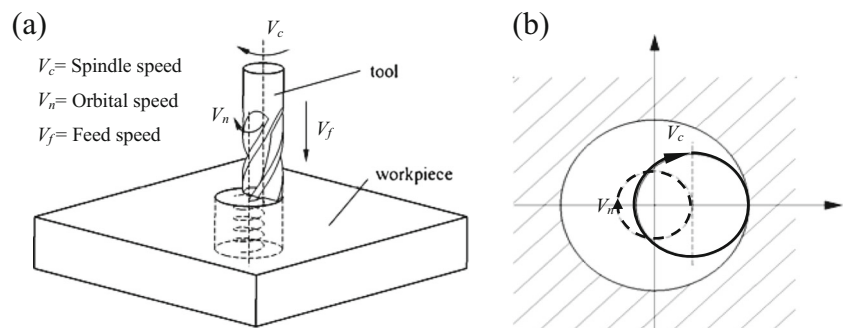 (a)
V_c
V_c= Spindle speed
V_n= Orbital speed
V_f= Feed speed
tool
V_n
V_f
workpiece
(b)
V_c
V_n